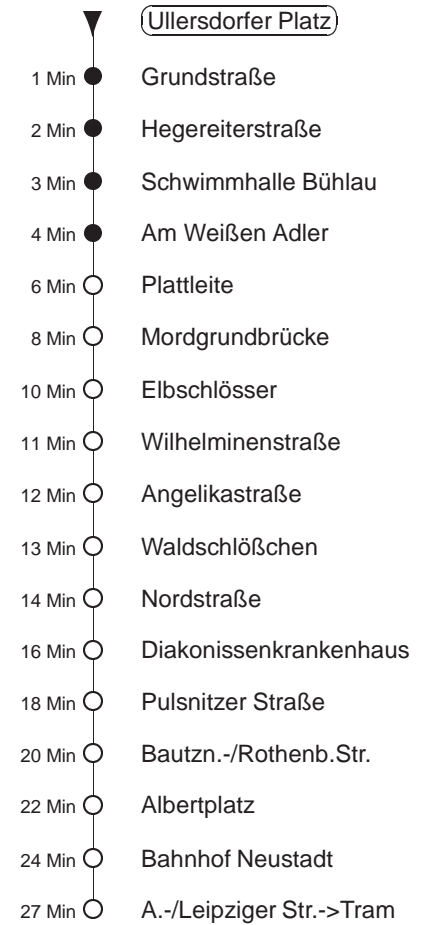 Ullersdorfer Platz
1 Min Grundstraße
2 Min Hegereiterstraße
3 Min Schwimmhalle Bühlau
4 Min Am Weißen Adler
6 Min Plattleite
8 Min Mordgrundbrücke
10 Min Elbschlösser
11 Min Wilhelminenstraße
12 Min Angelikastraße
13 Min Waldschlößchen
14 Min Nordstraße
16 Min Diakonissenkrankenhaus
18 Min Pulsnitzer Straße
20 Min Bautzn.-/Rothenb.Str.
22 Min Albertplatz
24 Min Bahnhof Neustadt
27 Min A.-/Leipziger Str.->Tram